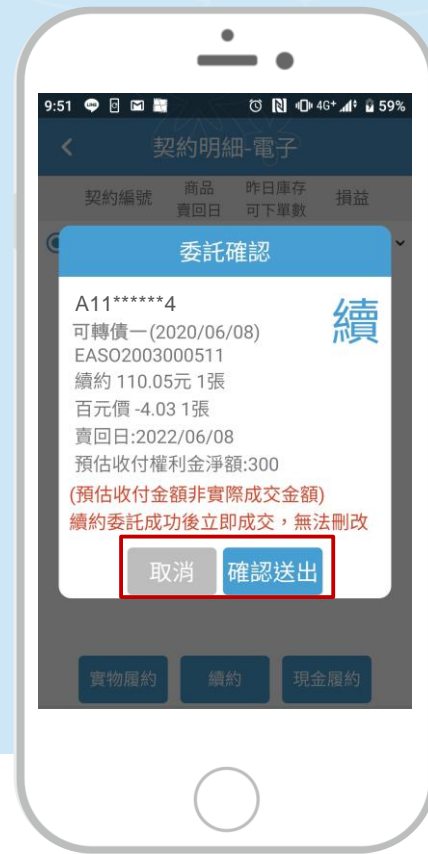 9:51 4G+ 59%
契約明細-電子
契約編號 商品 昨日庫存 損益
賣回日 可下單數
委託確認
A11******4
續
可轉債一(2020/06/08)
EASO2003000511
續約 110.05元 1張
百元價 -4.03 1張
賣回日:2022/06/08
預估收付權利金淨額:300
(預估收付金額非實際成交金額)
續約委託成功後立即成交，無法刪改
取消 確認送出
實物履約 續約 現金履約